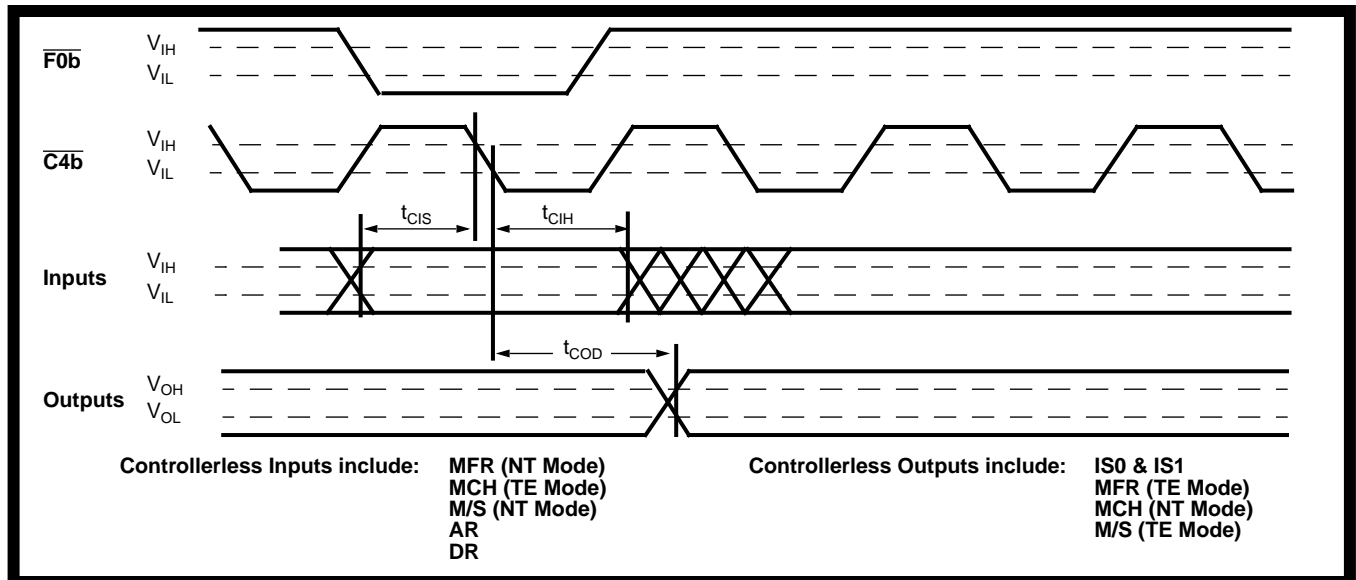 F0b
VIH
VIL
C4b
VIH
VIL
tCIS
tCIH
Inputs
VIH
VIL
tCOD
Outputs
VOH
VOL
Controllerless Inputs include: MFR (NT Mode)
MCH (TE Mode)
M/S (NT Mode)
AR
DR
Controllerless Outputs include: IS0 & IS1
MFR (TE Mode)
MCH (NT Mode)
M/S (TE Mode)